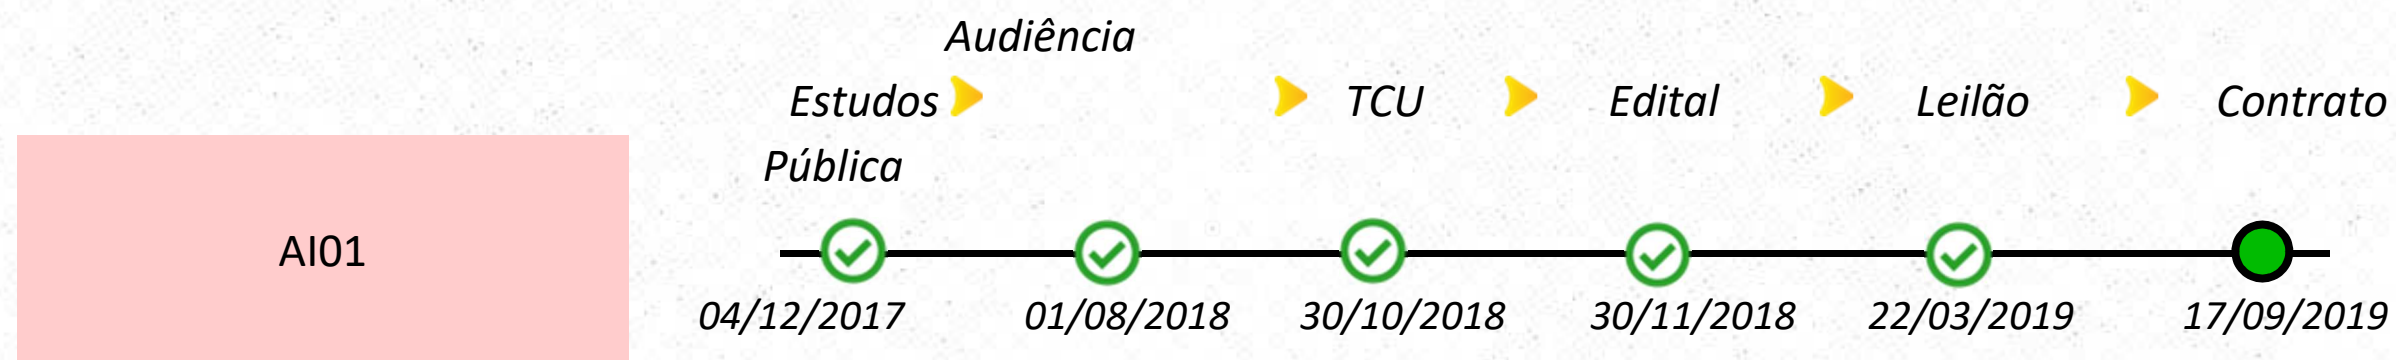 Audiência
Estudos TCU Edital Leilão Contrato
Pública
AI01
04/12/2017 01/08/2018 30/10/2018 30/11/2018 22/03/2019 17/09/2019